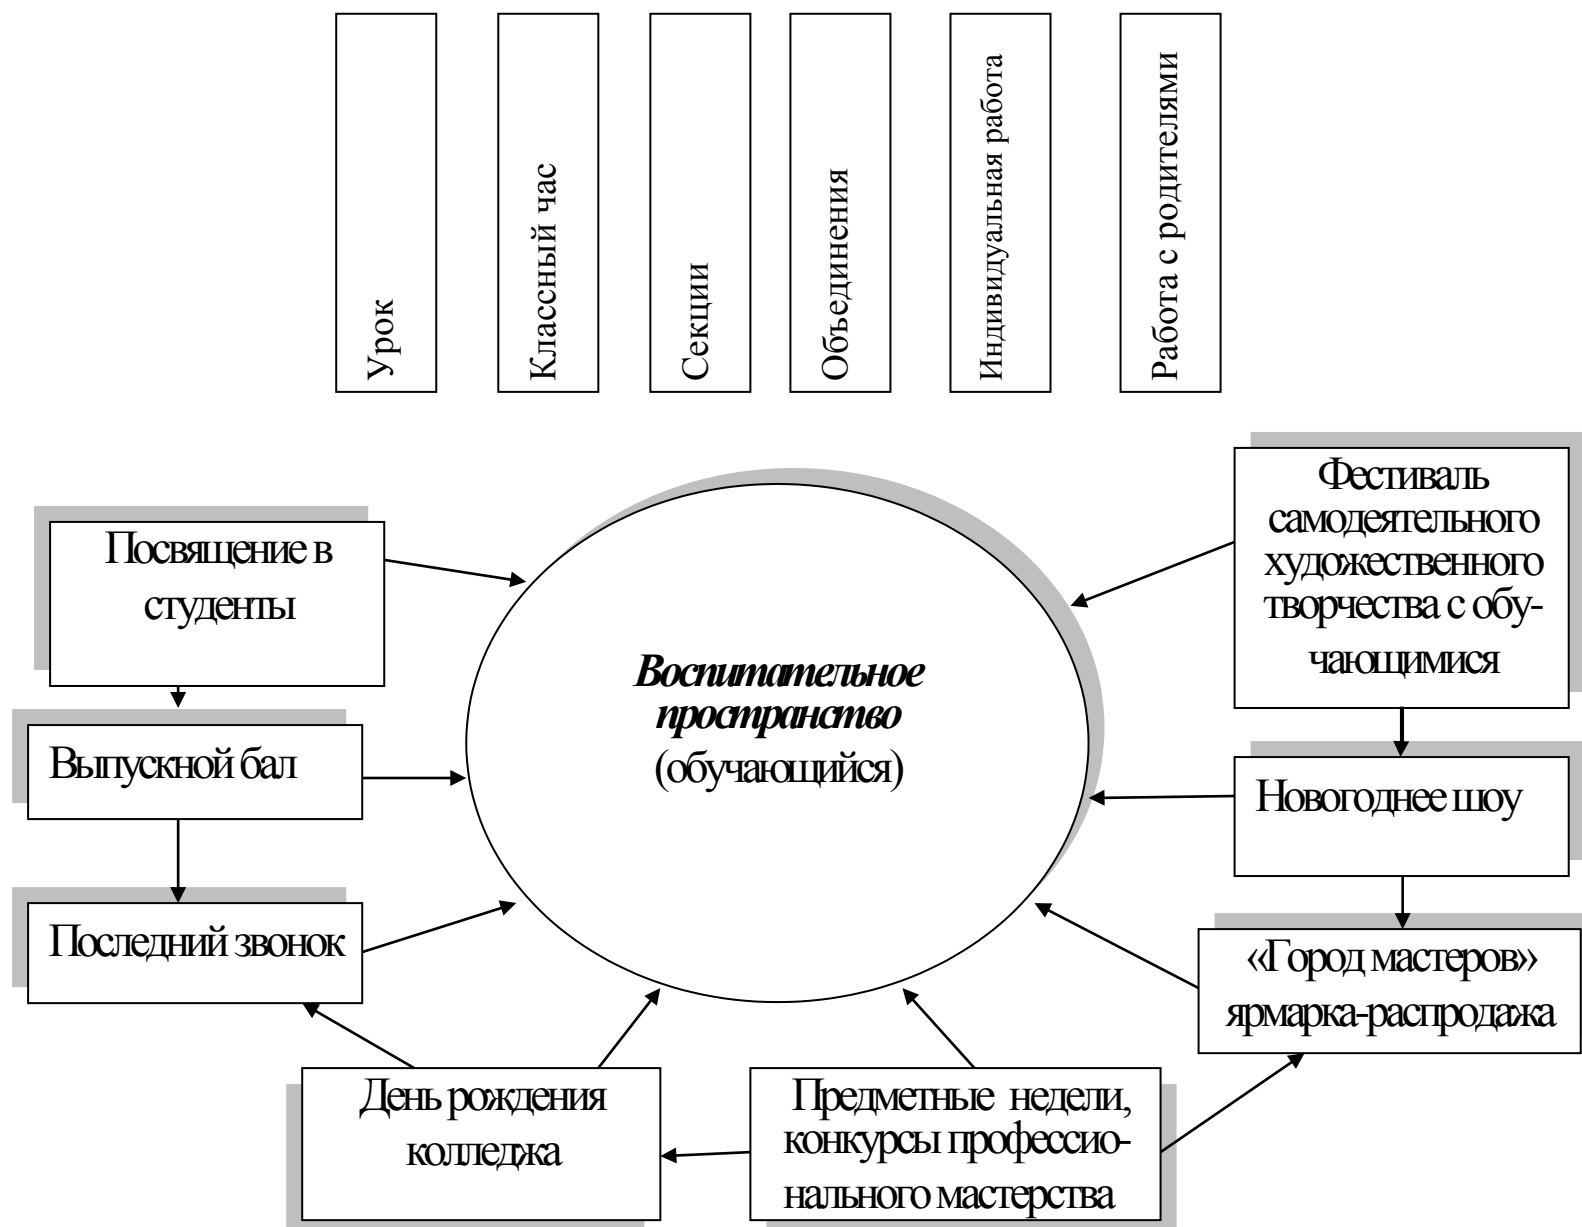 Урок
Классный час
Секции
Объединения
Индивидуальная работа
Работа с родителями
Посвящение в
студенты
Фестиваль
самодеятельного
художественного
творчества с обу-
чающимися
Воспитательное
пространство
(обучающийся)
Выпускной бал
Новогоднее шоу
Последний звонок
«Город мастеров»
ярмарка-распродажа
День рождения
колледжа
Предметные недели,
конкурсы профессио-
нального мастерства